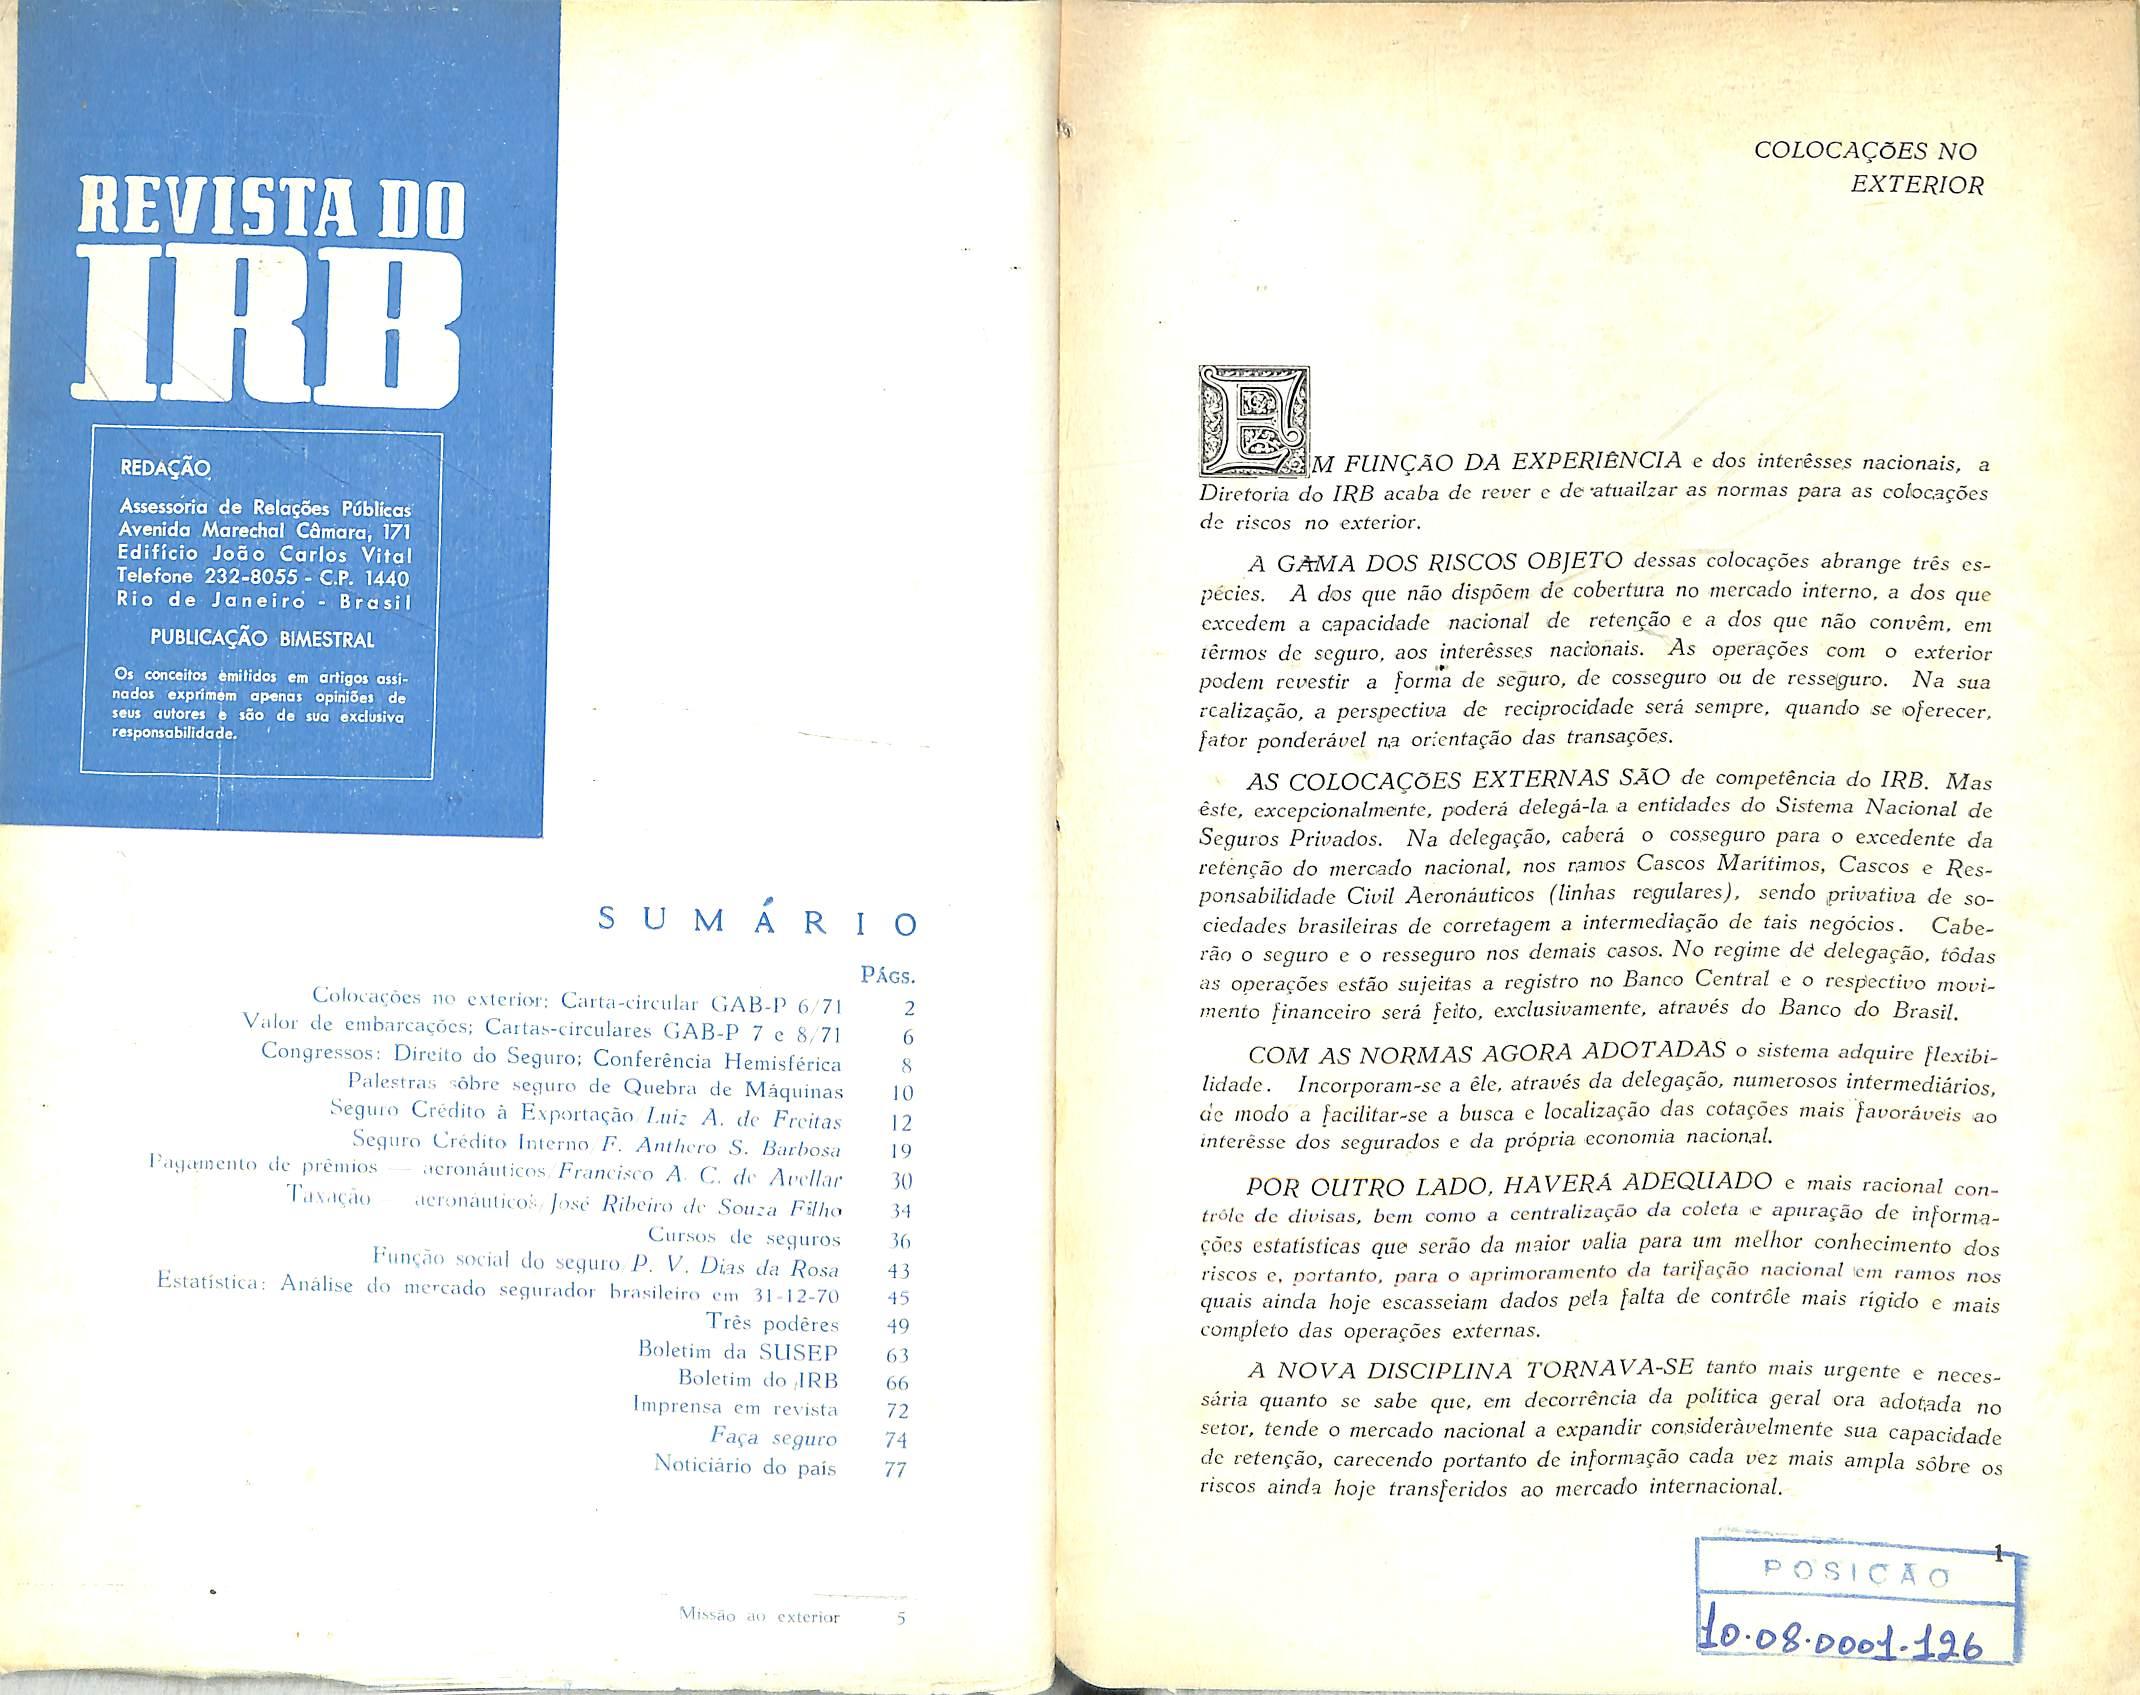 REVISTA DO
IRB
REDAÇÃO
Assessoria de Relações Públicas
Avenida Marechal Câmara, 171
Edifício João Carlos Vital
Telefone 232-8055 - C.P. 1440
Rio de Janeiro - Brasil
PUBLICAÇÃO BIMESTRAL
Os conceitos emitidos em artigos assi-
nados exprimem apenas opiniões de
seus autores e são de sua exclusiva
responsabilidade.
SUMÁRIO
PÁGS.
Colocações no exterior; Carta-circular GAB-P 6/71 2
Valor de embarcações; Cartas-circulares GAB-P 7 e 8/71 6
Congressos: Direito do Seguro; Conferência Hemisférica 8
Palestras sôbre seguro de Quebra de Máquinas 10
Seguro Crédito à Exportação/Luiz A. de Freitas 12
Seguro Crédito Interno/F. Anthero S. Barbosa 19
Pagamento de prêmios — aeronáuticos/Francisco A. C. de Avellar 30
Taxação — aeronáuticos/José Ribeiro de Souza Filho 34
Cursos de seguros 36
Função social do seguro/P. V. Dias da Rosa 43
Estatística: Análise do mercado segurador brasileiro em 31-12-70 45
Três podêres 49
Boletim da SUSEP 63
Boletim do IRB 66
Imprensa em revista 72
Faça seguro 74
Noticiário do país 77
Missão ao exterior 5
COLOCAÇÕES NO
EXTERIOR
EM FUNÇÃO DA EXPERIÊNCIA e dos interêsses nacionais, a
Diretoria do IRB acaba de rever e de atuailzar as normas para as colocações
de riscos no exterior.
A GAMA DOS RISCOS OBJETO dessas colocações abrange três es-
pécies. A dos que não dispõem de cobertura no mercado interno, a dos que
excedem a capacidade nacional de retenção e a dos que não convêm, em
têrmos de seguro, aos interêsses nacionais. As operações com o exterior
podem revestir a forma de seguro, de cosseguro ou de resseguro. Na sua
realização, a perspectiva de reciprocidade será sempre, quando se oferecer,
fator ponderável na orientação das transações.
AS COLOCAÇÕES EXTERNAS SÃO de competência do IRB. Mas
êste, excepcionalmente, poderá delegá-la a entidades do Sistema Nacional de
Seguros Privados. Na delegação, caberá o cosseguro para o excedente da
retenção do mercado nacional, nos ramos Cascos Marítimos, Cascos e Res-
ponsabilidade Civil Aeronáuticos (linhas regulares), sendo privativa de so-
ciedades brasileiras de corretagem a intermediação de tais negócios. Cabe-
rão o seguro e o resseguro nos demais casos. No regime de delegação, tôdas
as operações estão sujeitas a registro no Banco Central e o respectivo movi-
mento financeiro será feito, exclusivamente, através do Banco do Brasil.
COM AS NORMAS AGORA ADOTADAS o sistema adquire flexibi-
lidade. Incorporam-se a êle, através da delegação, numerosos intermediários,
de modo a facilitar-se a busca e localização das cotações mais favoráveis ao
interêsse dos segurados e da própria economia nacional.
POR OUTRO LADO, HAVERÁ ADEQUADO e mais racional con-
trôle de divisas, bem como a centralização da coleta e apuração de informa-
ções estatísticas que serão da maior valia para um melhor conhecimento dos
riscos e, portanto, para o aprimoramento da tarifação nacional em ramos nos
quais ainda hoje escasseiam dados pela falta de contrôle mais rígido e mais
completo das operações externas.
A NOVA DISCIPLINA TORNAVA-SE tanto mais urgente e neces-
sária quanto se sabe que, em decorrência da política geral ora adotada no
setor, tende o mercado nacional a expandir consideràvelmente sua capacidade
de retenção, carecendo portanto de informação cada vez mais ampla sôbre os
riscos ainda hoje transferidos ao mercado internacional.
1
POSIÇÃO
10.08.0001-126